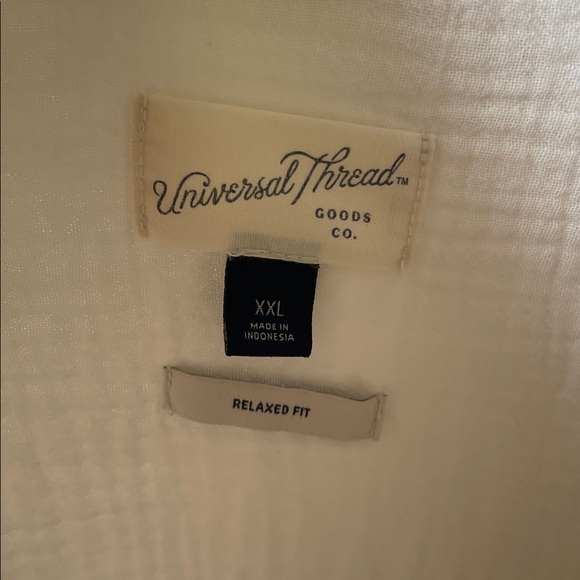 Universal Thread™
GOODS
CO.
XXL
MADE IN
INDONESIA
RELAXED FIT